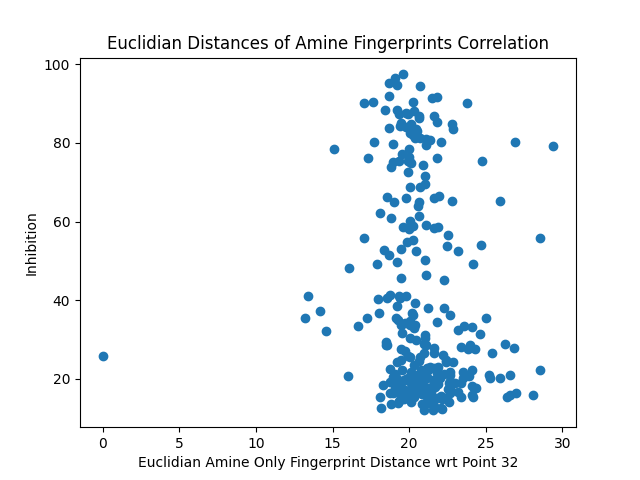 Euclidian Distances of Amine Fingerprints Correlation
100
80
60
40
20
Inhibition
0 5 10 15 20 25 30
Euclidian Amine Only Fingerprint Distance wrt Point 32